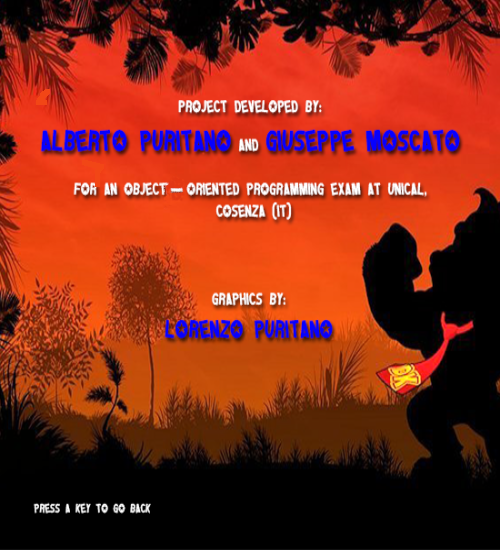 PROJECT DEVELOPED BY:
ALBERTO PURITANO AND GIUSEPPE MOSCATO
FOR AN OBJECT — ORIENTED PROGRAMMING EXAM AT UNICAL,
COSENZA (IT)
GRAPHICS BY:
LORENZO PURITANO
PRESS A KEY TO GO BACK